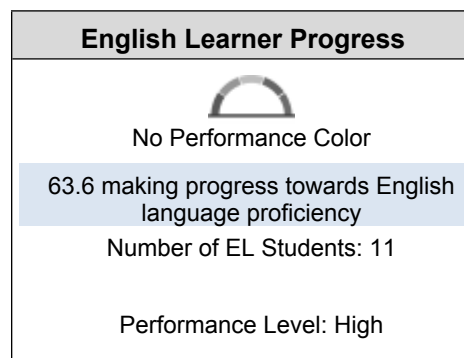 English Learner Progress
No Performance Color
63.6 making progress towards English
language proficiency
Number of EL Students: 11
Performance Level: High